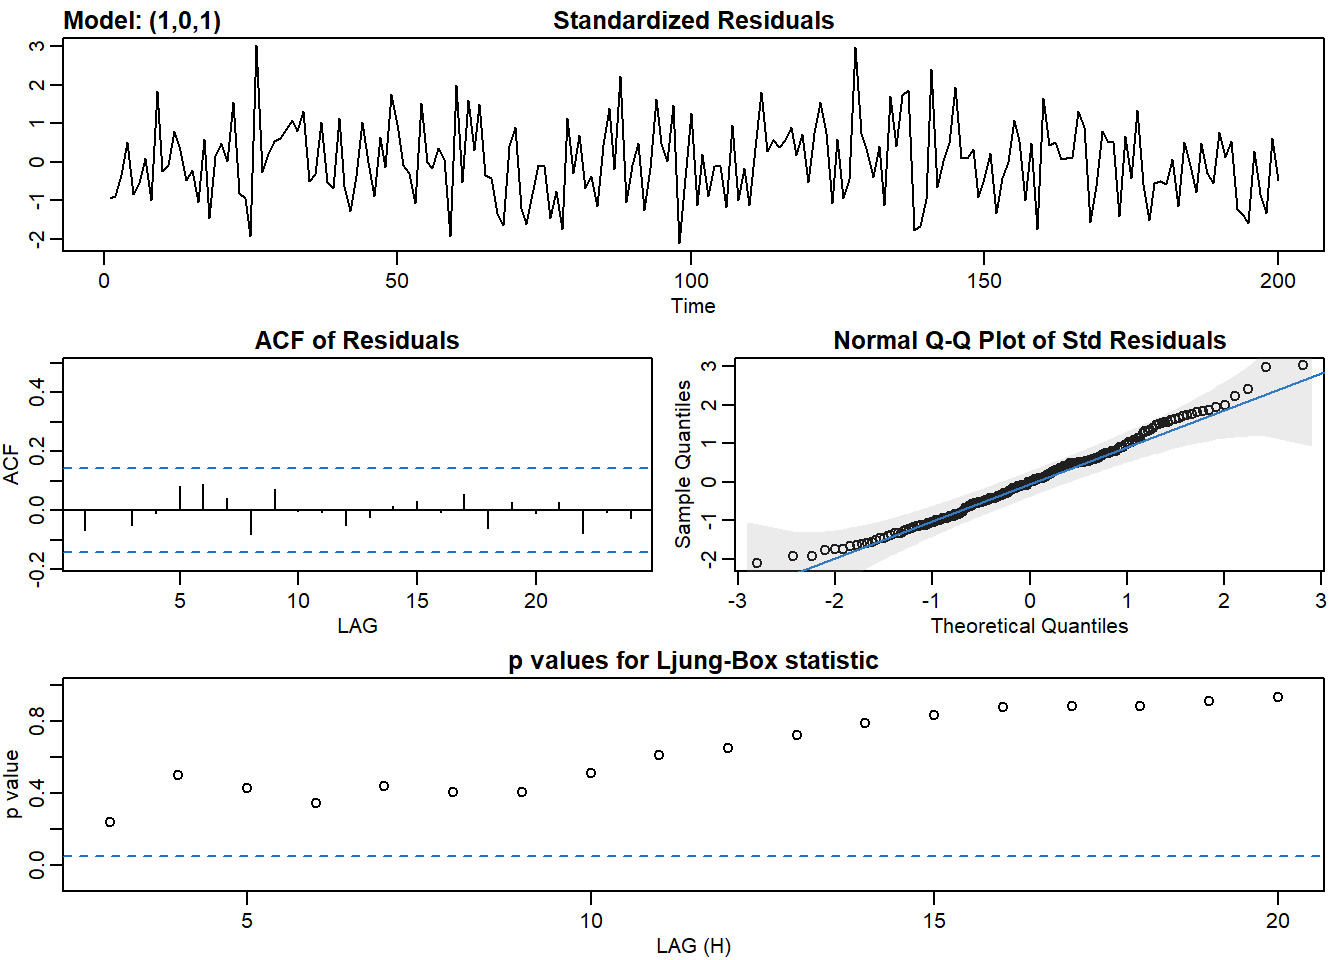 Model: (1,0,1) Standardized Residuals
3
2
1
0
-1
-2
0 50 100 150 200
Time
ACF of Residuals
ACF
0.4
0.2
0.0
-0.2
5 10 15 20
LAG
Normal Q-Q Plot of Std Residuals
Sample Quantiles
3
2
1
0
-1
-2
-3 -2 -1 0 1 2 3
Theoretical Quantiles
p values for Ljung-Box statistic
p value
0.8
0.4
0.0
5 10 15 20
LAG (H)